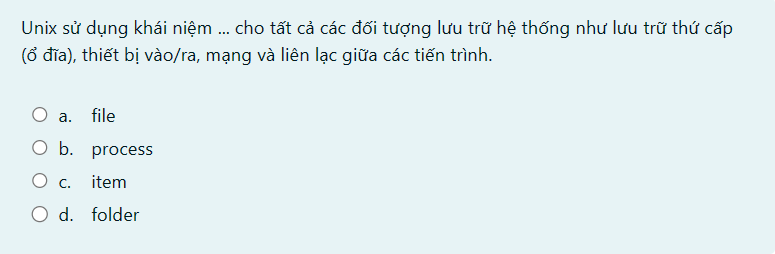 Unix sử dụng khái niệm ... cho tất cả các đối tượng lưu trữ hệ thống như lưu trữ thứ cấp
(ổ đĩa), thiết bị vào/ra, mạng và liên lạc giữa các tiến trình.
a. file
b. process
c. item
d. folder